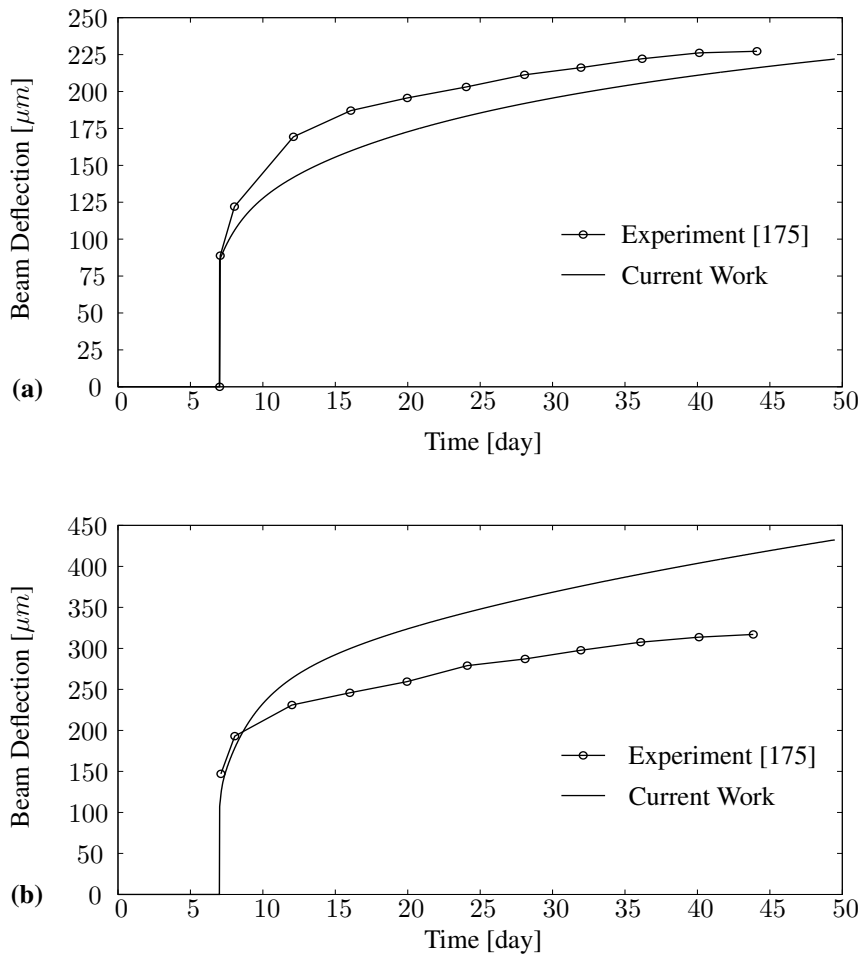 250
225
200
175
150
125
100
75
50
25
0
Beam Deflection [μm]
Experiment [175]
Current Work
(a)
0 5 10 15 20 25 30 35 40 45 50
Time [day]
450
400
350
300
250
200
150
100
50
0
Beam Deflection [μm]
Experiment [175]
Current Work
(b)
0 5 10 15 20 25 30 35 40 45 50
Time [day]